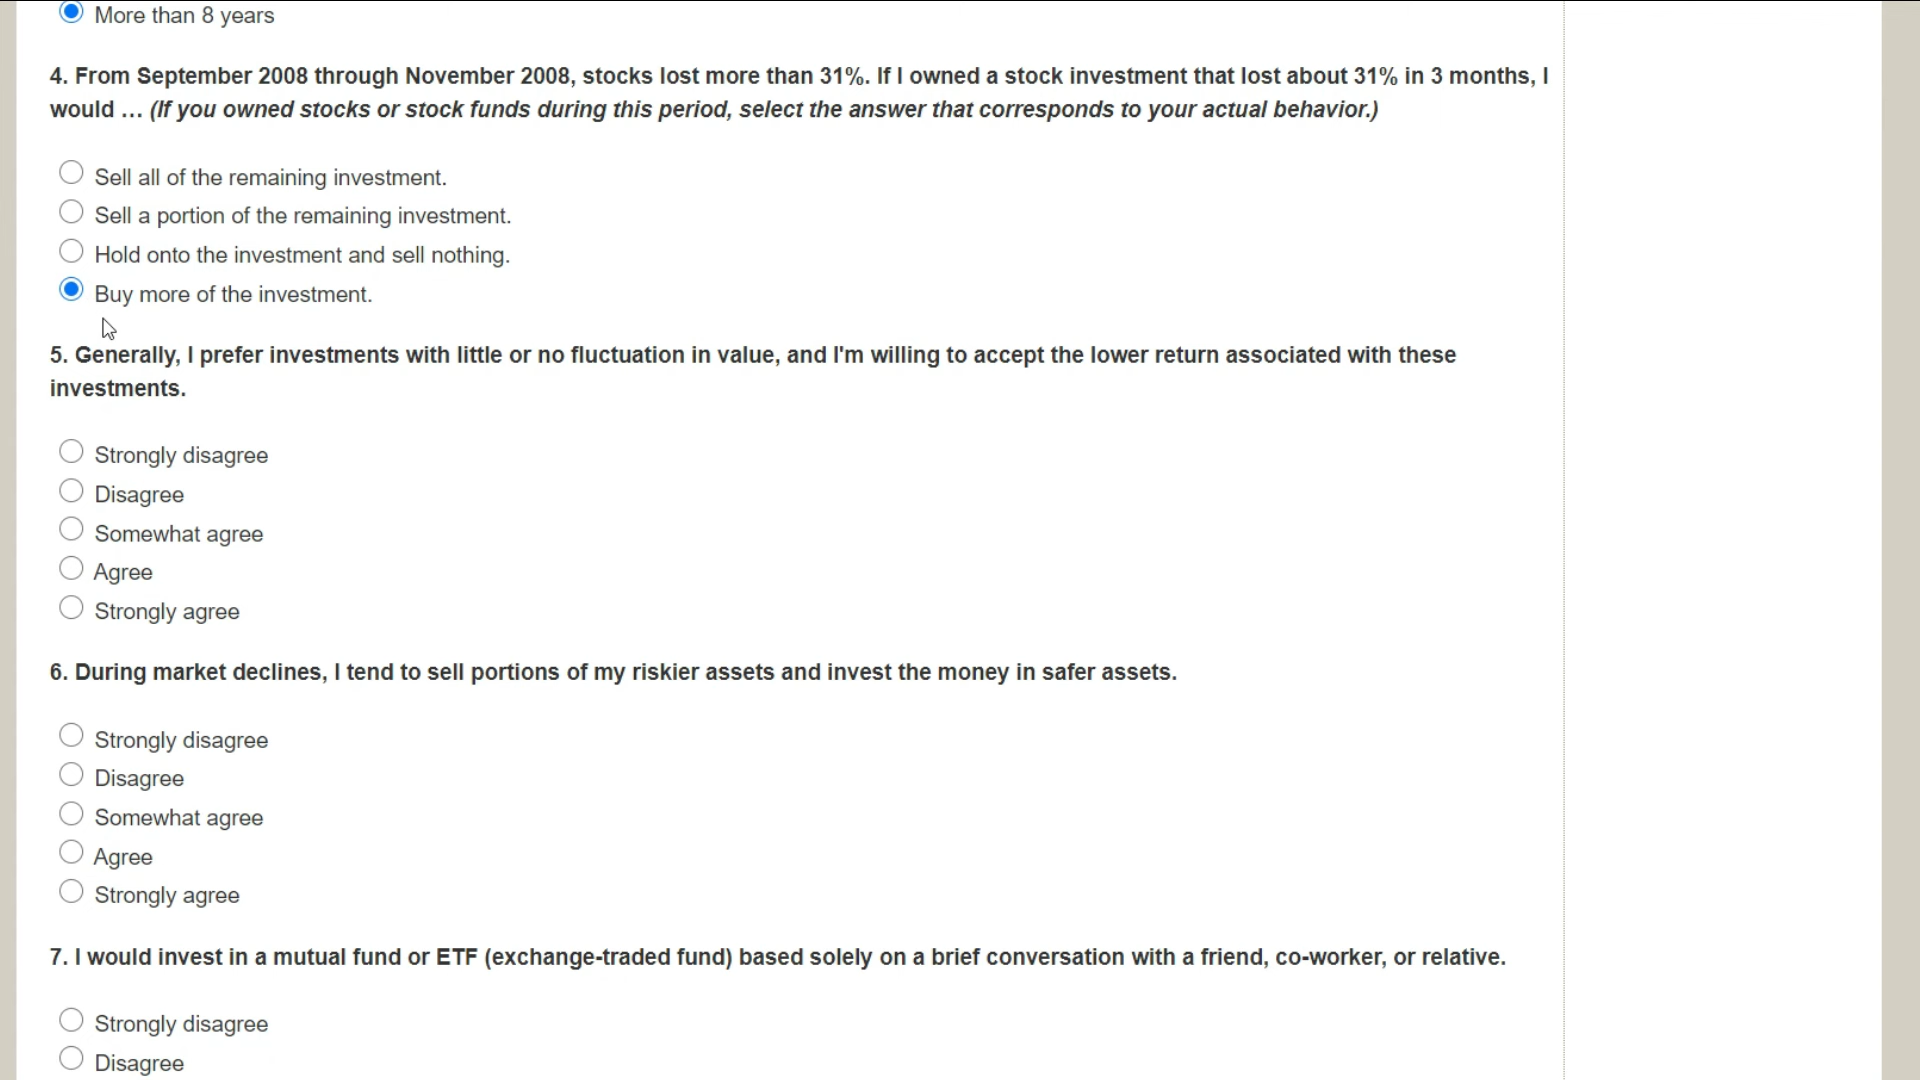 More than 8 years
4. From September 2008 through November 2008, stocks lost more than 31%. If I owned a stock investment that lost about 31% in 3 months, I
would ... (If you owned stocks or stock funds during this period, select the answer that corresponds to your actual behavior.)
Sell all of the remaining investment.
Sell a portion of the remaining investment.
Hold onto the investment and sell nothing.
Buy more of the investment.
5. Generally, I prefer investments with little or no fluctuation in value, and I'm willing to accept the lower return associated with these
investments.
Strongly disagree
Disagree
Somewhat agree
Agree
Strongly agree
6. During market declines, I tend to sell portions of my riskier assets and invest the money in safer assets.
Strongly disagree
Disagree
Somewhat agree
Agree
Strongly agree
7. I would invest in a mutual fund or ETF (exchange-traded fund) based solely on a brief conversation with a friend, co-worker, or relative.
Strongly disagree
Disagree